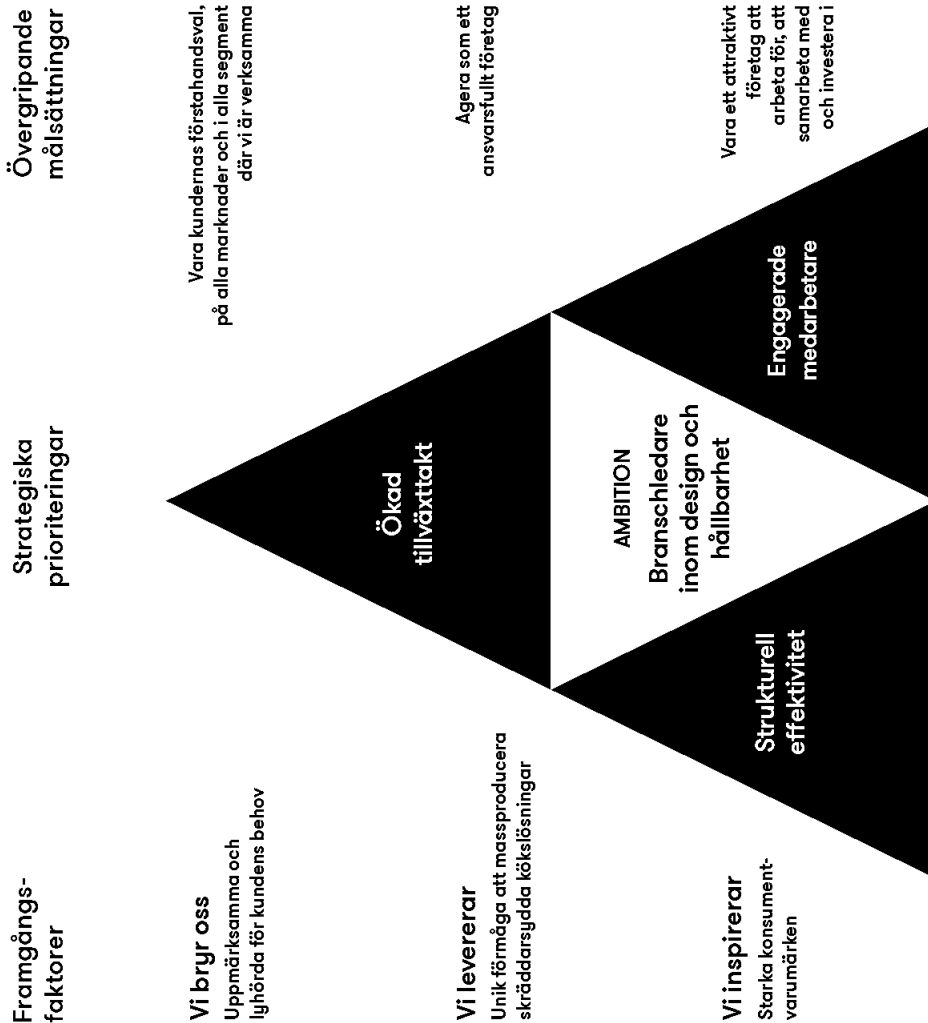 Framgångs-
faktorer
Vi bryr oss
Uppmärksamma och
lyhörda för kundens behov
Vi levererar
Unik förmåga att massproducera
skräddarsydda kökslösningar
Vi inspirerar
Starka konsument-
varumärken
Strategiska
prioriteringar
Ökad
tillväxttakt
AMBITION
Branschledare
inom design och
hållbarhet
Strukturell
effektivitet
Engagerade
medarbetare
Övergripande
målsättningar
Vara kundernas förstahandsval,
på alla marknader och i alla segment
där vi är verksamma
Agera som ett
ansvarsfullt företag
Vara ett attraktivt
företag att
arbeta för, att
samarbeta med
och investera i